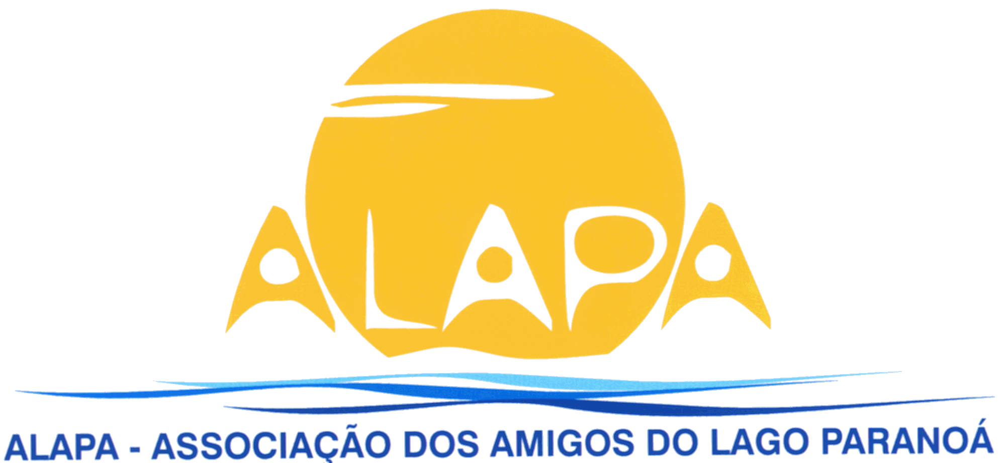 ALAPA
ALAPA - ASSOCIAÇÃO DOS AMIGOS DO LAGO PARANOÁ